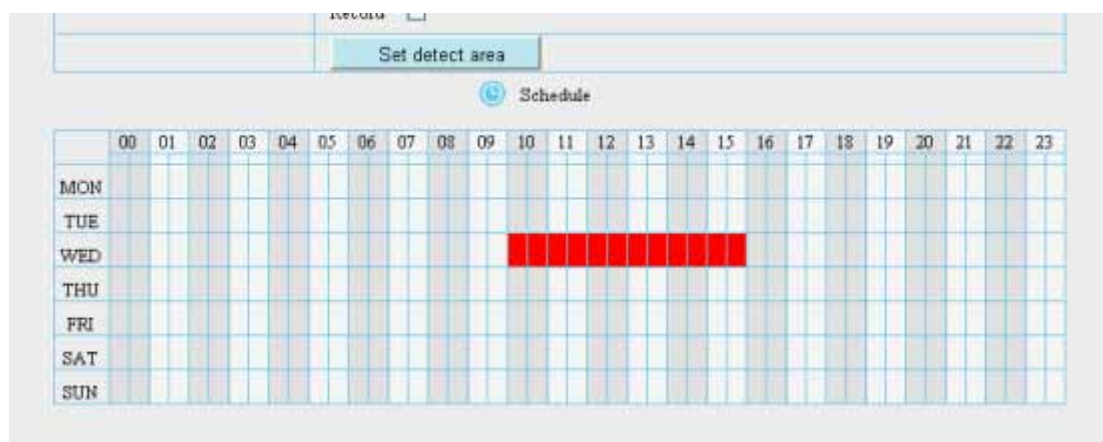 Record
Set detect area
Schedule
00 01 02 03 04 05 06 07 08 09 10 11 12 13 14 15 16 17 18 19 20 21 22 23
MON
TUE
WED
THU
FRI
SAT
SUN